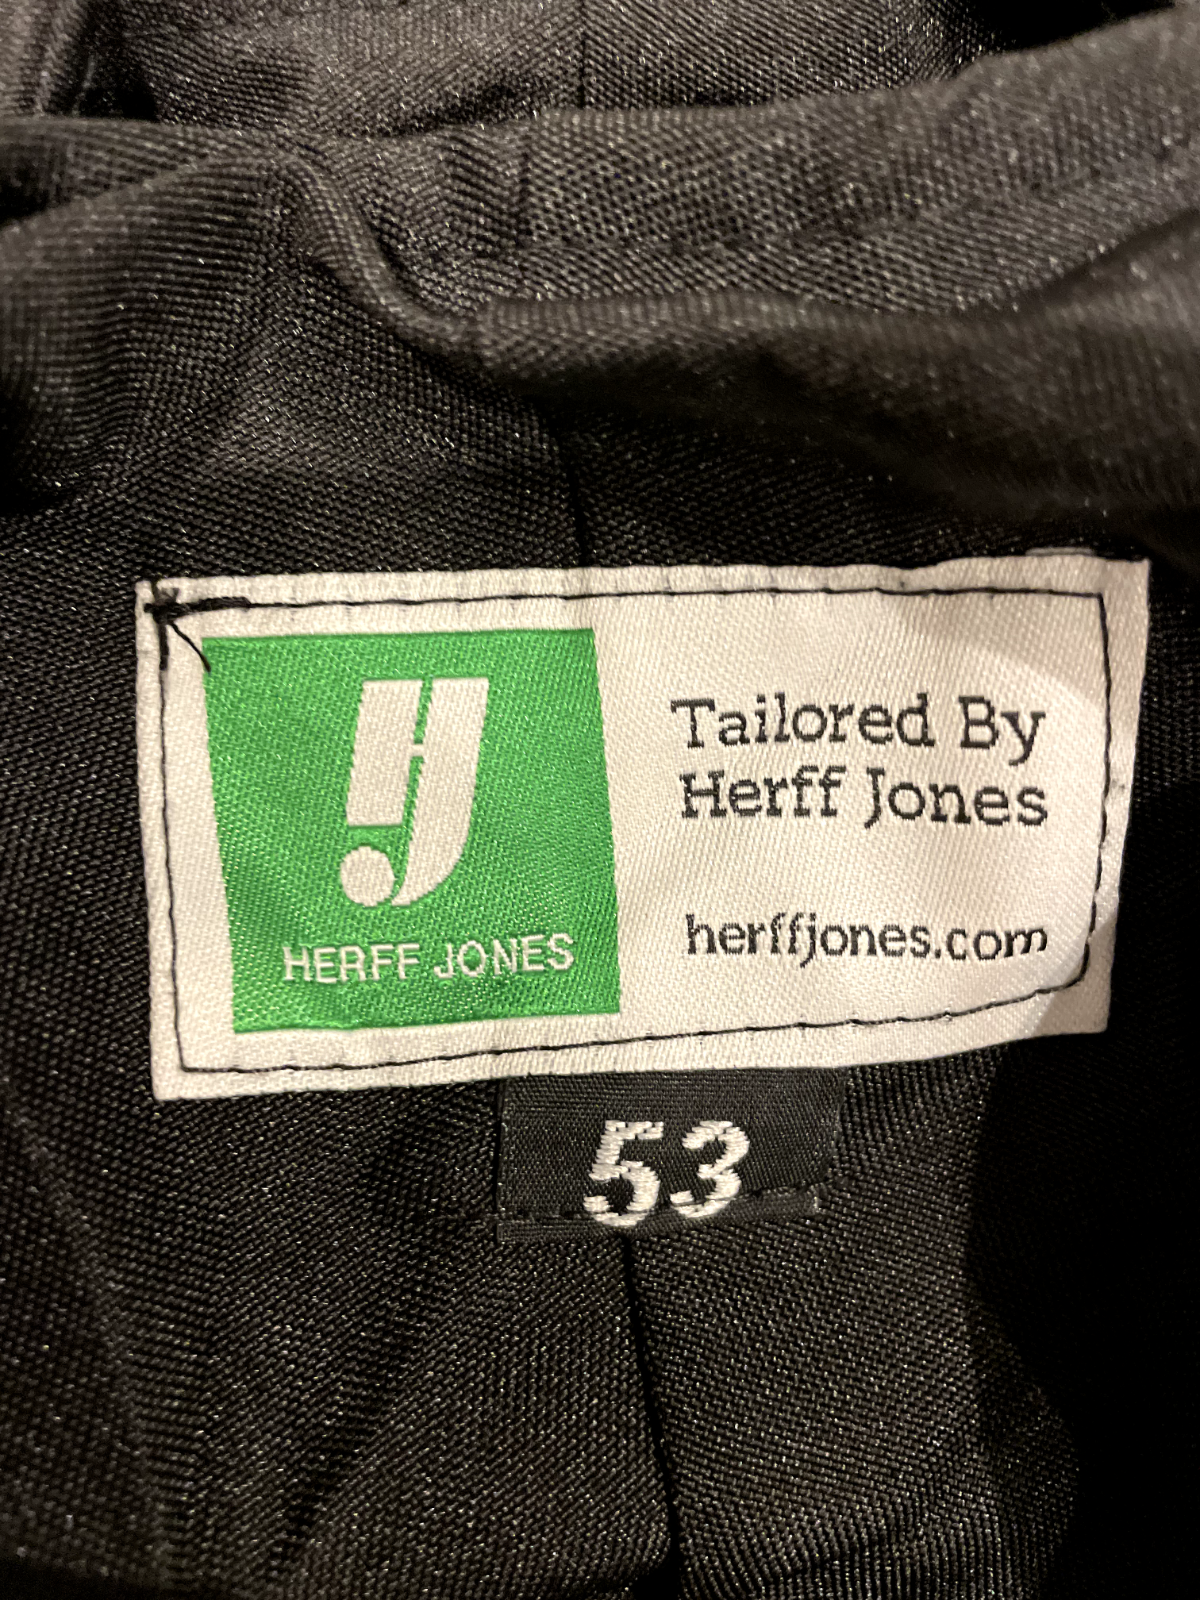 HERFF JONES
Tailored By
Herff Jones
herffjones.com
53